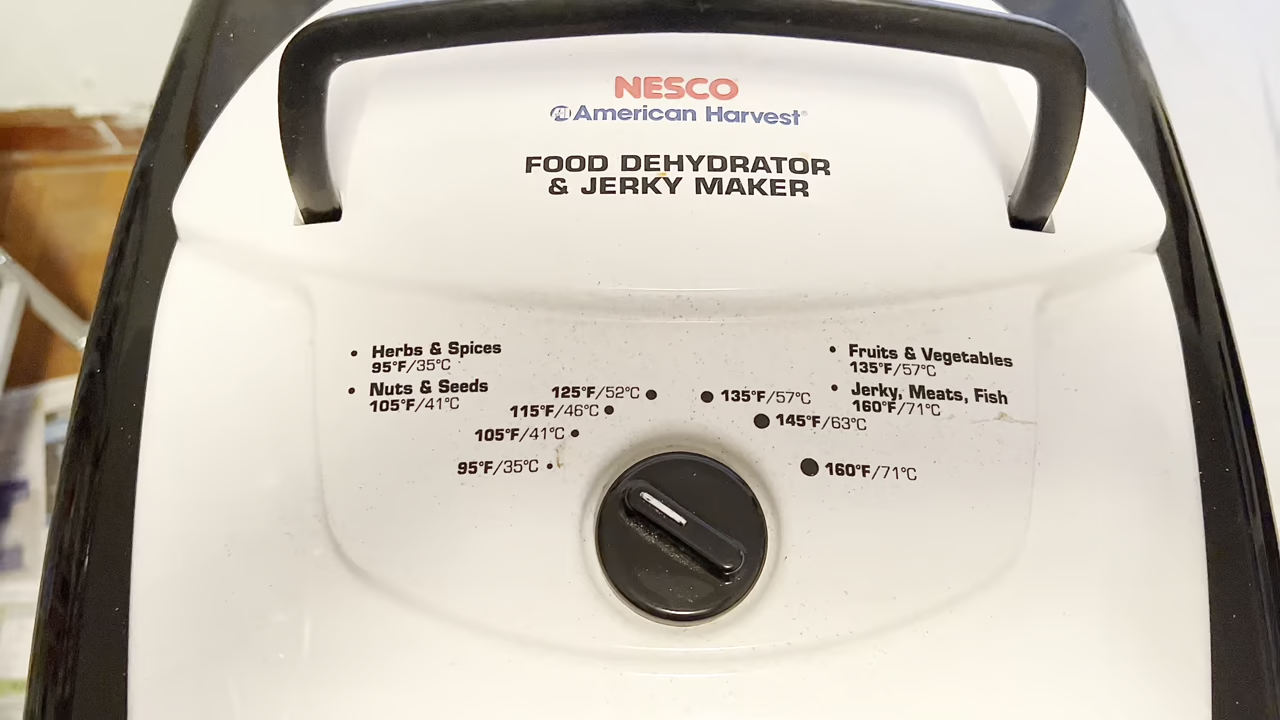 NESCO
American Harvest®
FOOD DEHYDRATOR
& JERKY MAKER
• Herbs & Spices
95°F/35°C
• Nuts & Seeds
105°F/41°C
• Fruits & Vegetables
135°F/57°C
• Jerky, Meats, Fish
160°F/71°C
125°F/52°C
115°F/46°C
105°F/41°C
95°F/35°C
135°F/57°C
145°F/63°C
160°F/71°C